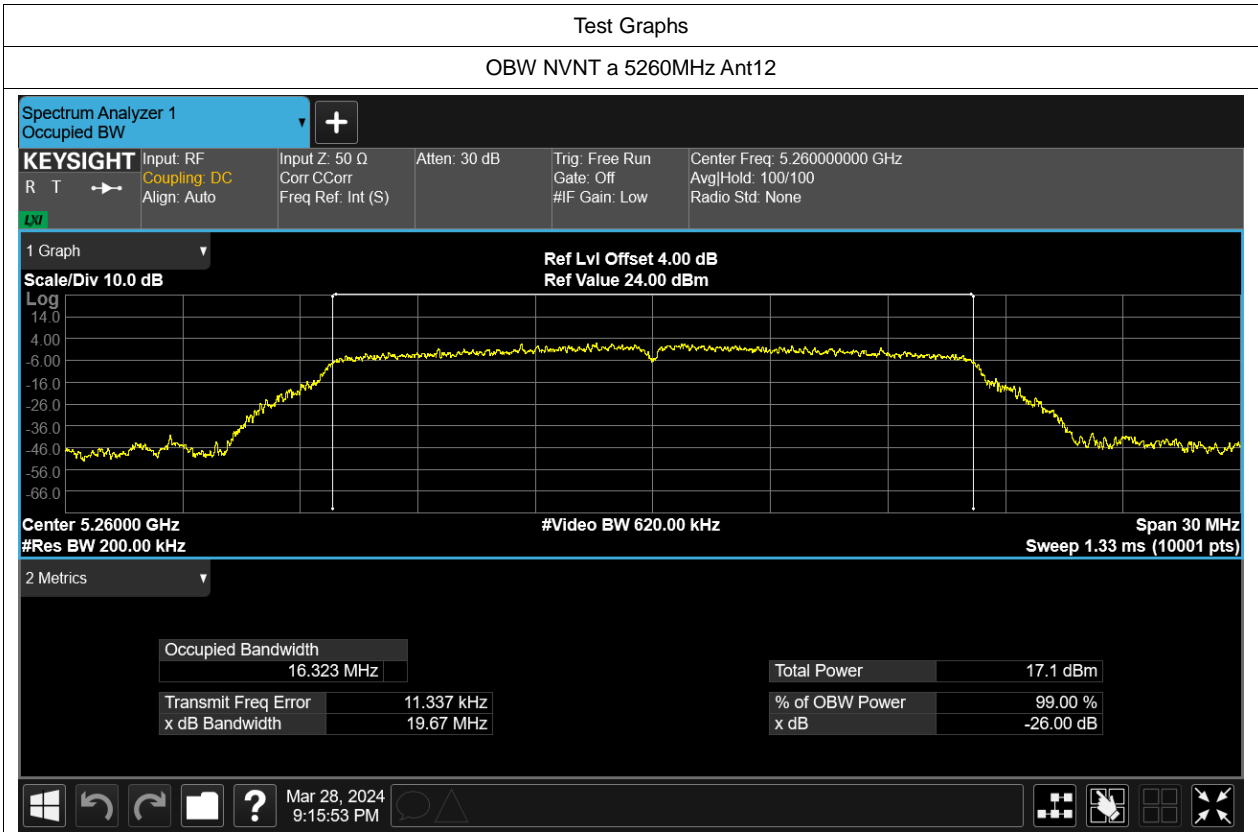 Test Graphs
OBW NVNT a 5260MHz Ant12
Spectrum Analyzer 1
Occupied BW
KEYSIGHT
R T
LXI
Input: RF
Coupling: DC
Align: Auto
Input Z: 50 Ω
Corr CCorr
Freq Ref: Int (S)
Atten: 30 dB
Trig: Free Run
Gate: Off
#IF Gain: Low
Center Freq: 5.260000000 GHz
Avg|Hold: 100/100
Radio Std: None
1 Graph
Scale/Div 10.0 dB
Ref Lvl Offset 4.00 dB
Ref Value 24.00 dBm
Log
14.0
4.00
-6.00
-16.0
-26.0
-36.0
-46.0
-56.0
-66.0
Center 5.26000 GHz
#Res BW 200.00 kHz
#Video BW 620.00 kHz
Span 30 MHz
Sweep 1.33 ms (10001 pts)
2 Metrics
Occupied Bandwidth
16.323 MHz
Transmit Freq Error 11.337 kHz
x dB Bandwidth 19.67 MHz
Total Power 17.1 dBm
% of OBW Power 99.00 %
x dB -26.00 dB
?
Mar 28, 2024
9:15:53 PM